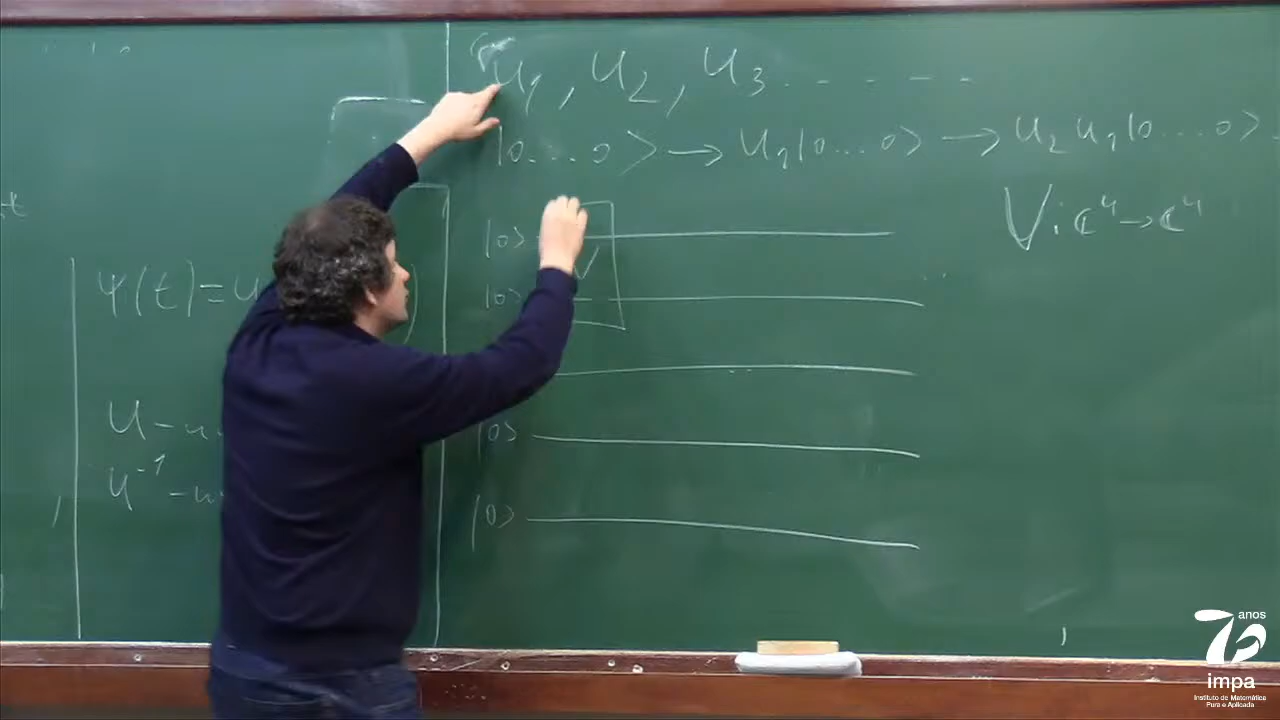 t
ψ(t)=U
U -
U⁻¹ -
U₁, U₂, U₃ . - - - -
|0...0> → U₁|0...0> → U₂ U₁|0...0>
V: ℂ⁴→ℂ⁴
|0>
V
|0>
|0>
|0>
70 anos
impa
Instituto de Matemática
Pura e Aplicada